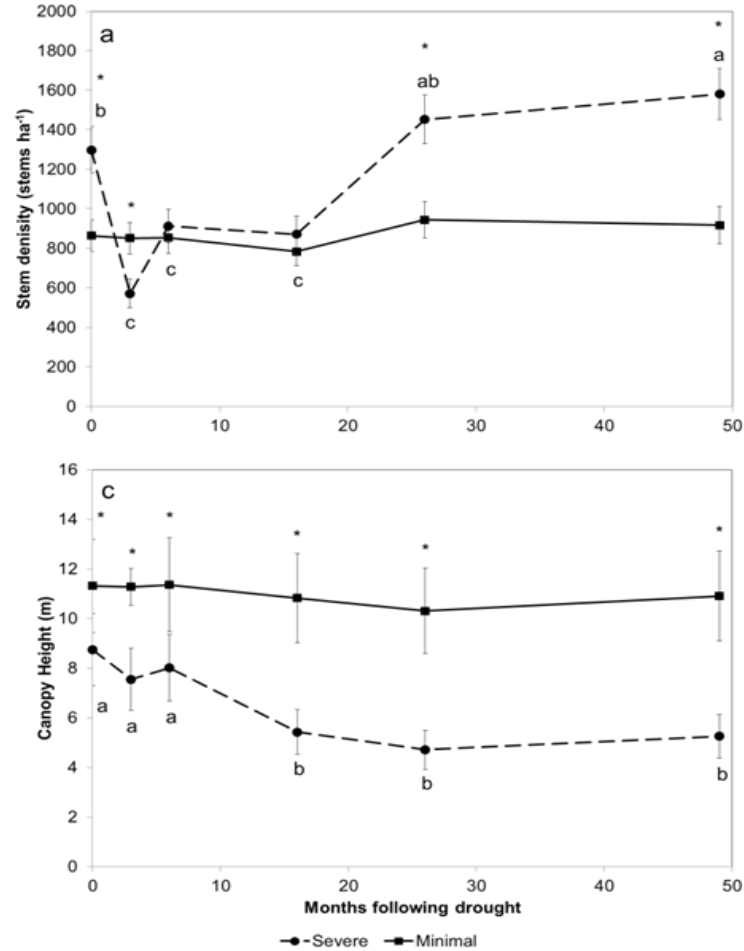 a
2000
1800
1600
1400
1200
1000
800
600
400
200
0
Stem denisity (stems ha-1)
* * * *
b c c c ab a
0 10 20 30 40 50
c
16
14
12
10
8
6
4
2
0
Canopy Height (m)
* * * * * *
a a a b b b
0 10 20 30 40 50
Months following drought
Severe Minimal